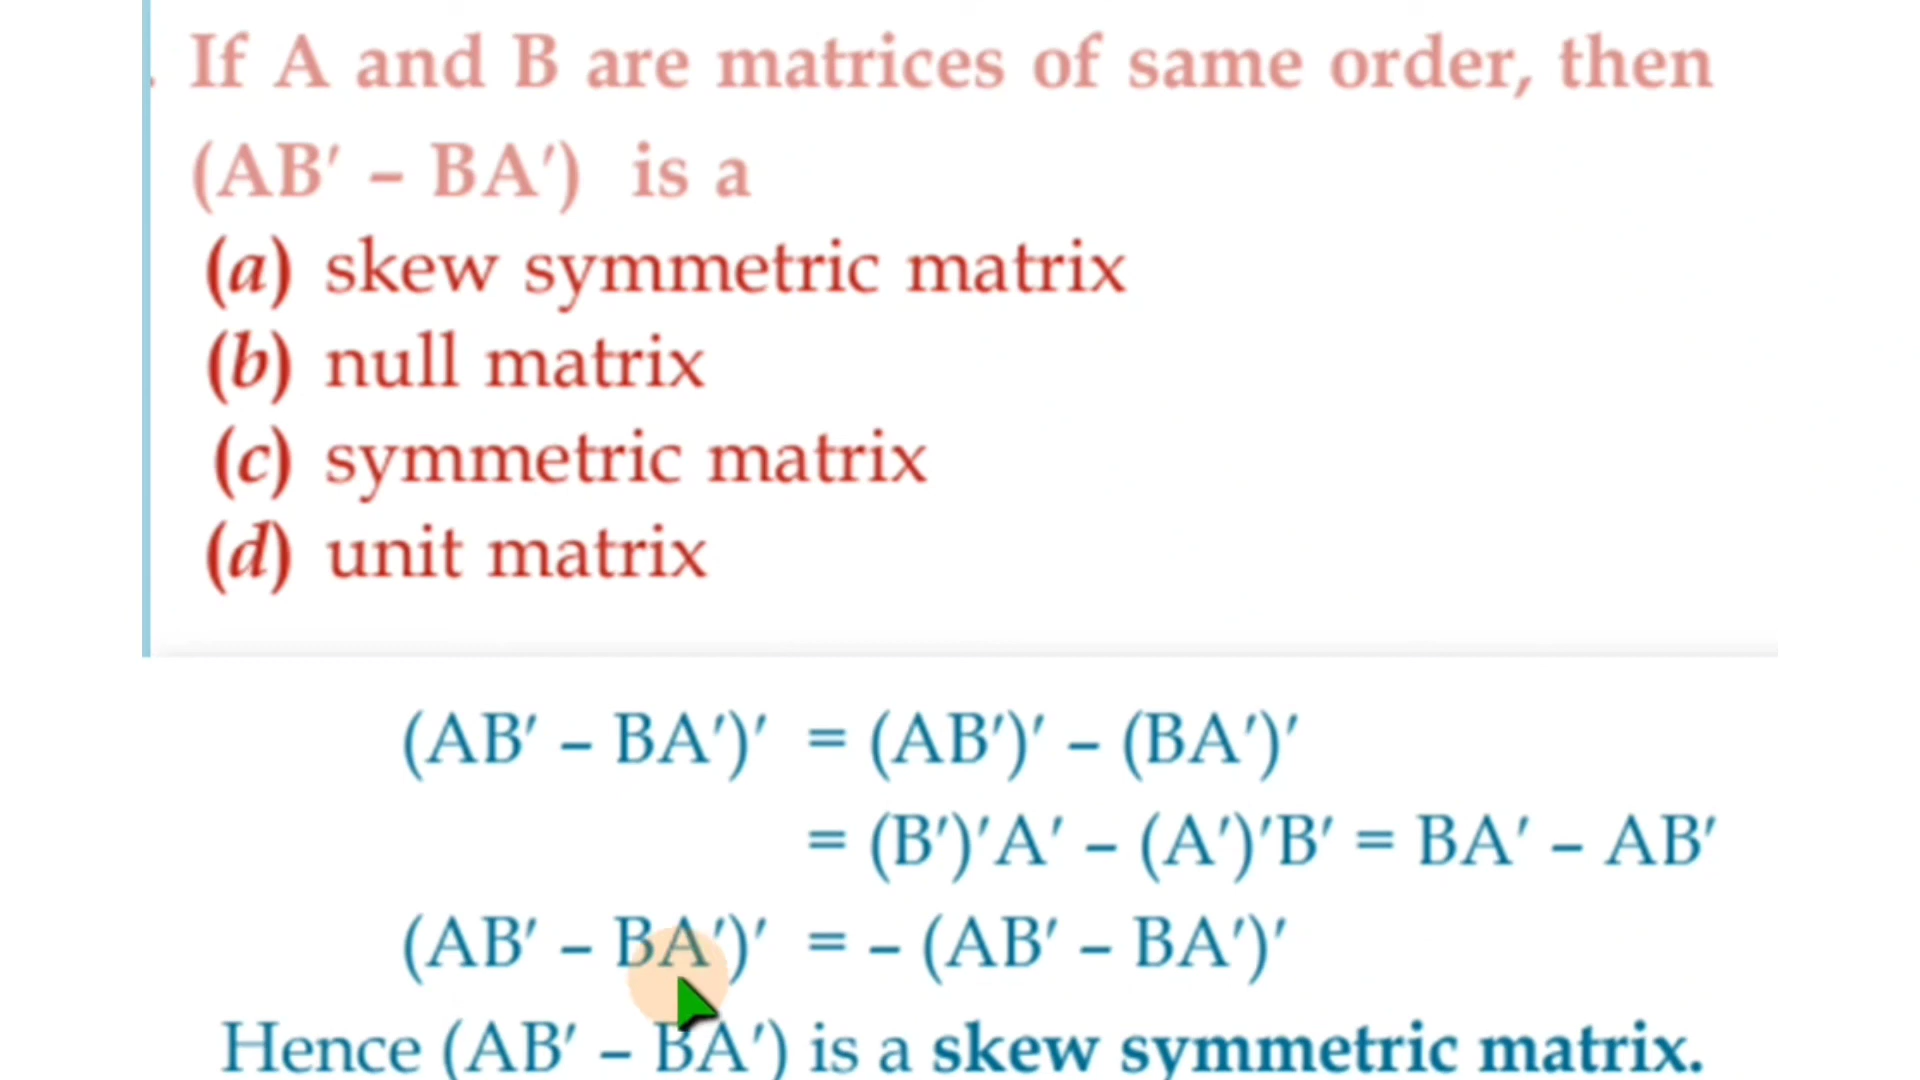 . If A and B are matrices of same order, then
(AB′ – BA′) is a
(a) skew symmetric matrix
(b) null matrix
(c) symmetric matrix
(d) unit matrix
(AB′ – BA′)′ = (AB′)′ – (BA′)′
= (B′)′A′ – (A′)′B′ = BA′ – AB′
(AB′ – BA′)′ = – (AB′ – BA′)′
Hence (AB′ – BA′) is a skew symmetric matrix.